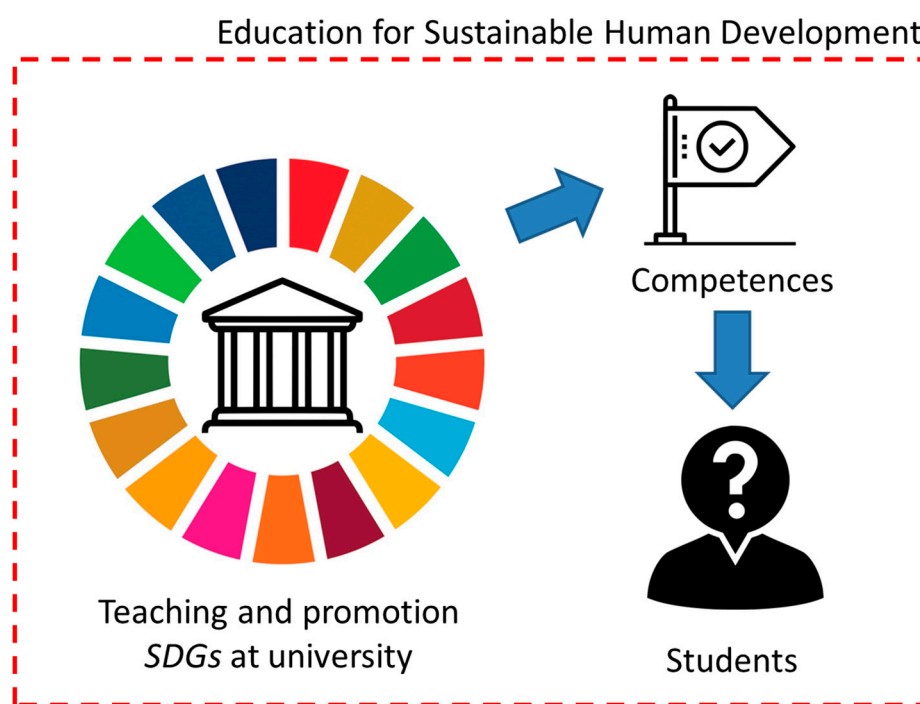 Education for Sustainable Human Development
Competences
?
Teaching and promotion
SDGs at university
Students